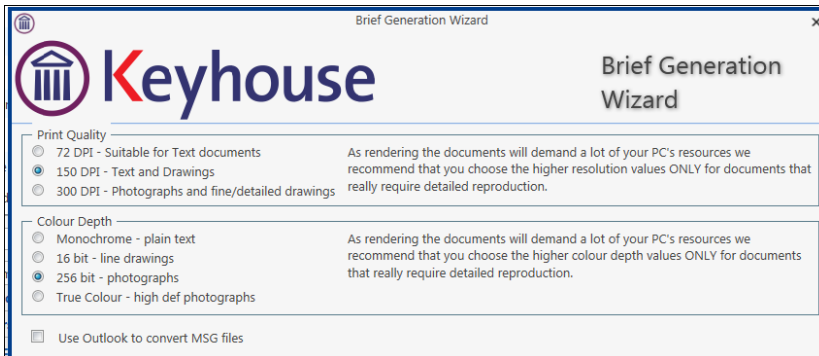 Brief Generation Wizard
Keyhouse
Brief Generation
Wizard
Print Quality
72 DPI - Suitable for Text documents
150 DPI - Text and Drawings
300 DPI - Photographs and fine/detailed drawings
As rendering the documents will demand a lot of your PC's resources we
recommend that you choose the higher resolution values ONLY for documents that
really require detailed reproduction.
Colour Depth
Monochrome - plain text
16 bit - line drawings
256 bit - photographs
True Colour - high def photographs
As rendering the documents will demand a lot of your PC's resources we
recommend that you choose the higher colour depth values ONLY for documents
that really require detailed reproduction.
Use Outlook to convert MSG files